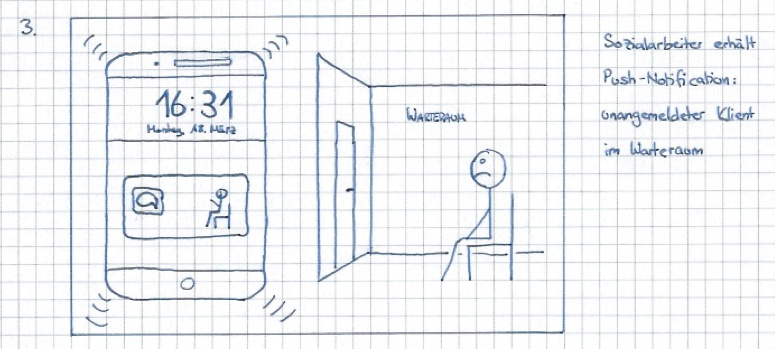 3.
16:31
Montag, 18. März
WARTERAUM
Sozialarbeiter erhält
Push-Notification:
unangemeldeter Klient
im Warteraum